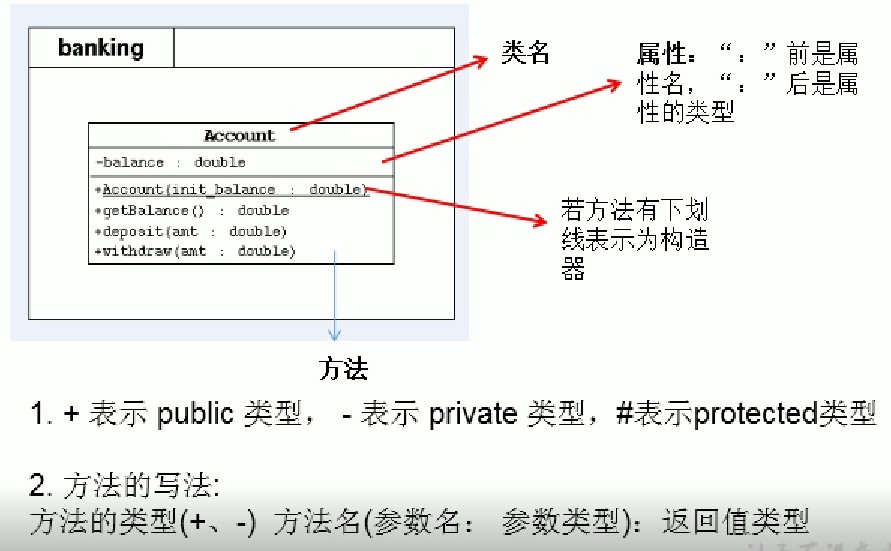 banking
类名
属性：“：”前是属
性名，“：”后是属
性的类型
Account
-balance : double
+Account(init_balance : double)
+getBalance() : double
+deposit(amt : double)
+withdraw(amt : double)
若方法有下划
线表示为构造
器
方法
1. + 表示 public 类型， - 表示 private 类型，#表示protected类型
2. 方法的写法:
方法的类型(+、-) 方法名(参数名： 参数类型)：返回值类型